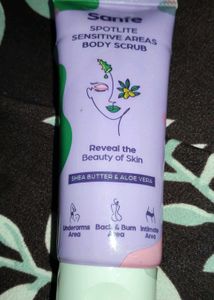 Sanfe
SPOTLITE
SENSITIVE AREAS
BODY SCRUB
Reveal the
Beauty of Skin
SHEA BUTTER & ALOE VERA
Underarms
Area
Back & Bum
Area
Intimate
Area